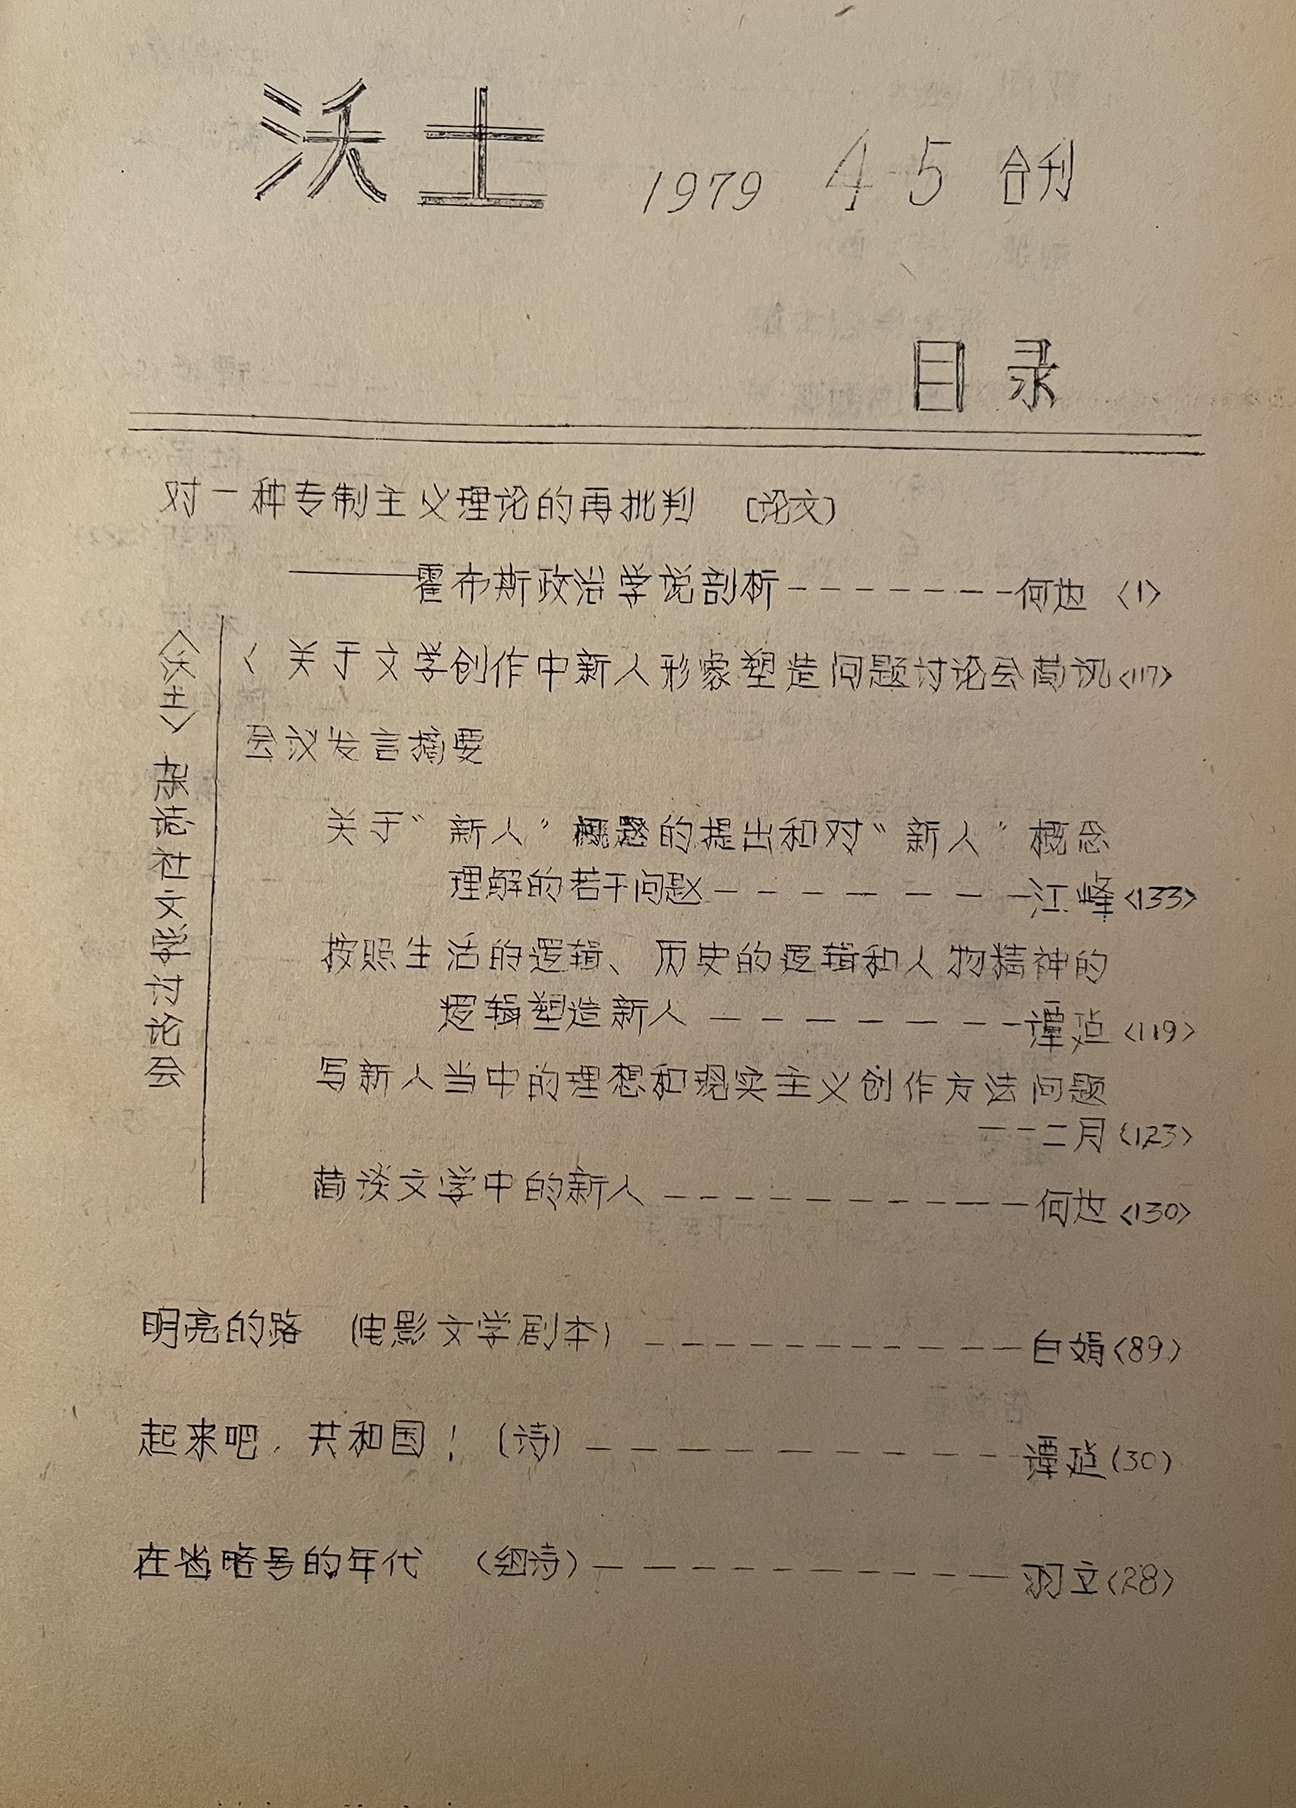 沃土 1979 4-5 合刊
目录
对一种专制主义理论的再批判 〔论文〕
———霍布斯政治学说剖析-------何边〈1〉
〈沃土〉杂志社文学讨论会
〈关于文学创作中新人形象塑造问题讨论会简讯〈117〉
会议发言摘要
关于“新人”概念的提出和对“新人”概念
理解的若干问题--------江峰〈133〉
按照生活的逻辑、历史的逻辑和人物精神的
逻辑塑造新人-------谭〈119〉
写新人当中的理想和现实主义创作方法问题
--二月〈123〉
简谈文学中的新人---------何边〈130〉
明亮的路 (电影文学剧本)-----------白娟〈89〉
起来吧,共和国!〔诗〕-----------谭(30)
在省略号的年代 (组诗)----------羽立〈28〉